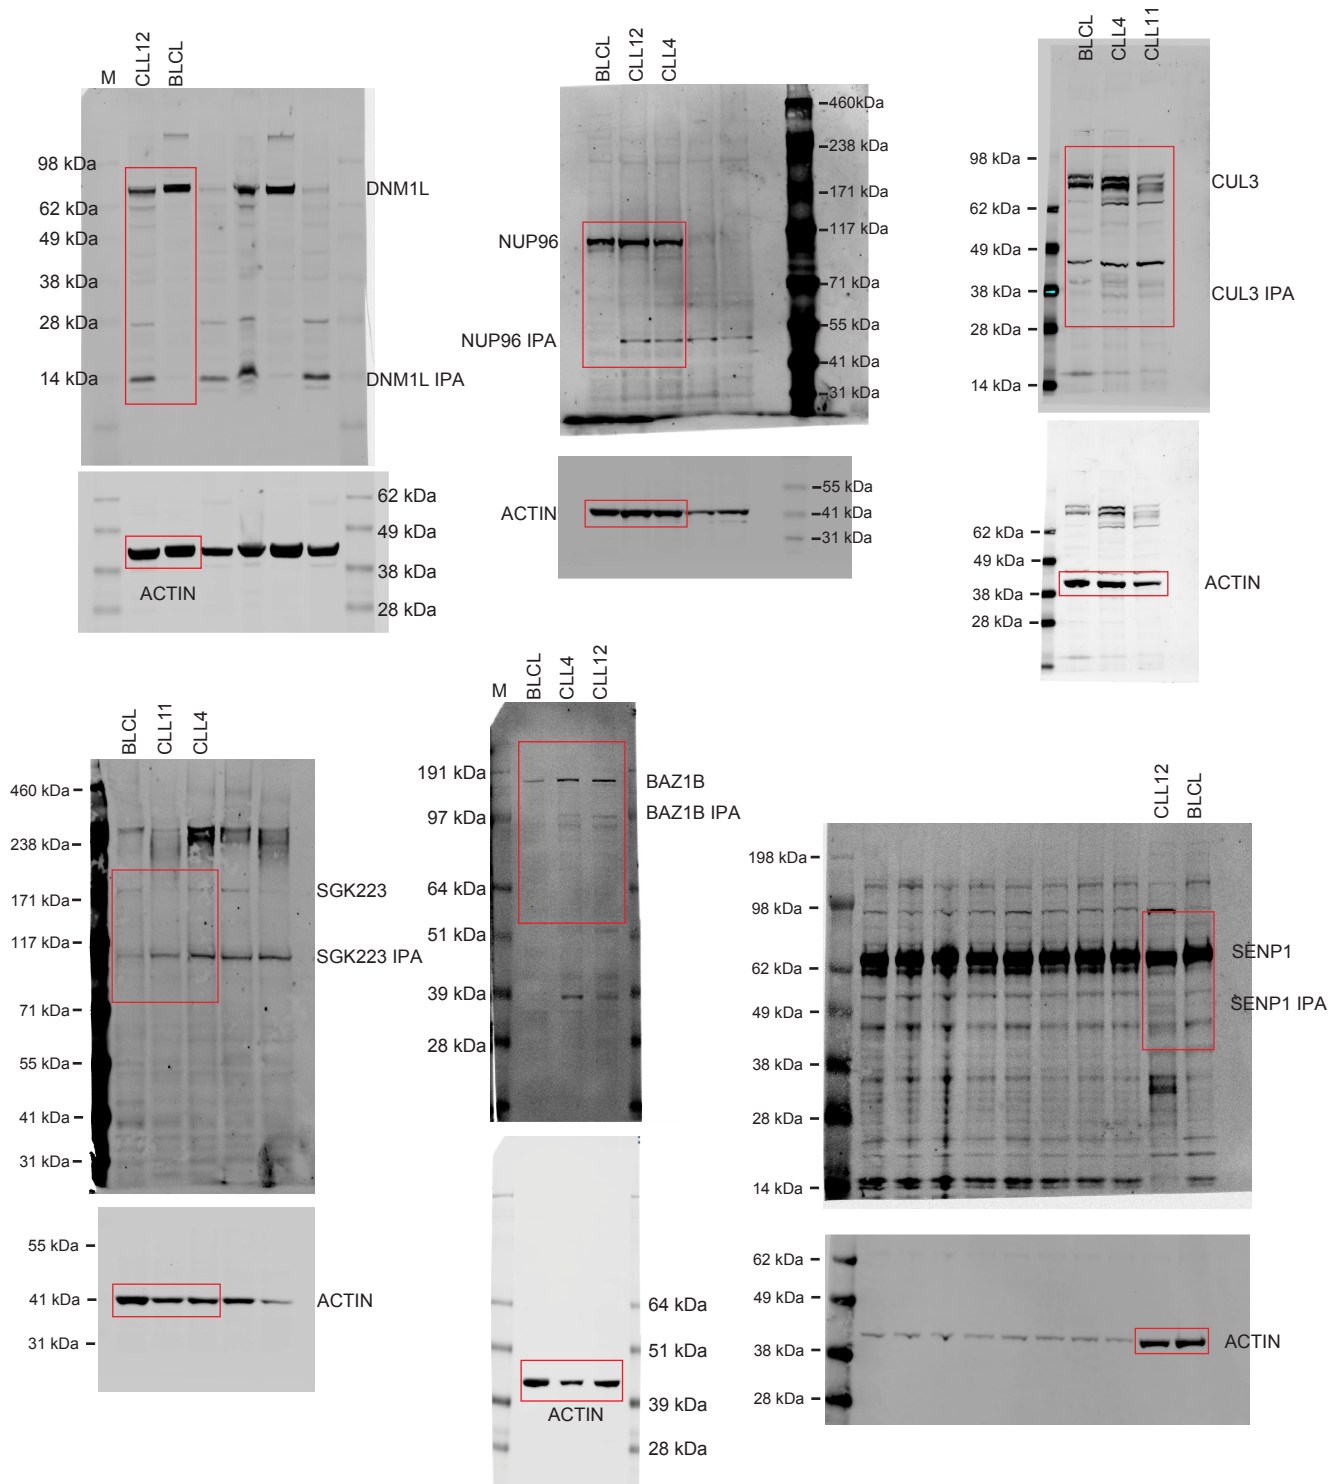 M
CLL12
BLCL
98 kDa
62 kDa
49 kDa
38 kDa
28 kDa
14 kDa
DNM1L
DNM1L IPA
62 kDa
49 kDa
38 kDa
28 kDa
ACTIN
BLCL
CLL12
CLL4
460kDa
238 kDa
171 kDa
117 kDa
71kDa
55 kDa
41 kDa
31 kDa
NUP96
NUP96 IPA
55 kDa
41 kDa
31 kDa
ACTIN
BLCL
CLL4
CLL11
98 kDa
62 kDa
49 kDa
38 kDa
28 kDa
14 kDa
CUL3
CUL3 IPA
62 kDa
49 kDa
38 kDa
28 kDa
ACTIN
BLCL
CLL11
CLL4
460 kDa
238 kDa
171 kDa
117 kDa
71 kDa
55 kDa
41 kDa
31 kDa
SGK223
SGK223 IPA
55 kDa
41 kDa
31 kDa
ACTIN
M
BLCL
CLL4
CLL12
191 kDa
97 kDa
64 kDa
51 kDa
39 kDa
28 kDa
BAZ1B
BAZ1B IPA
64 kDa
51 kDa
39 kDa
28 kDa
ACTIN
CLL12
BLCL
198 kDa
98 kDa
62 kDa
49 kDa
38 kDa
28 kDa
14 kDa
SENP1
SENP1 IPA
62 kDa
49 kDa
38 kDa
28 kDa
ACTIN